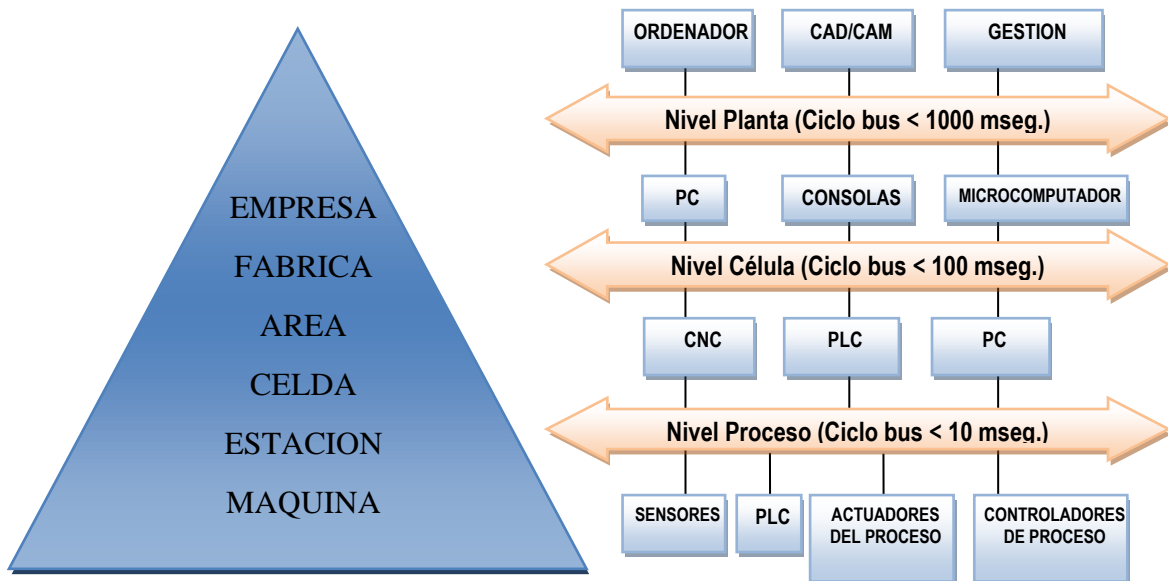 EMPRESA
FABRICA
AREA
CELDA
ESTACION
MAQUINA
ORDENADOR
CAD/CAM
GESTION
Nivel Planta (Ciclo bus < 1000 mseg.)
PC
CONSOLAS
MICROCOMPUTADOR
Nivel Célula (Ciclo bus < 100 mseg.)
CNC
PLC
PC
Nivel Proceso (Ciclo bus < 10 mseg.)
SENSORES
PLC
ACTUADORES
DEL PROCESO
CONTROLADORES
DE PROCESO